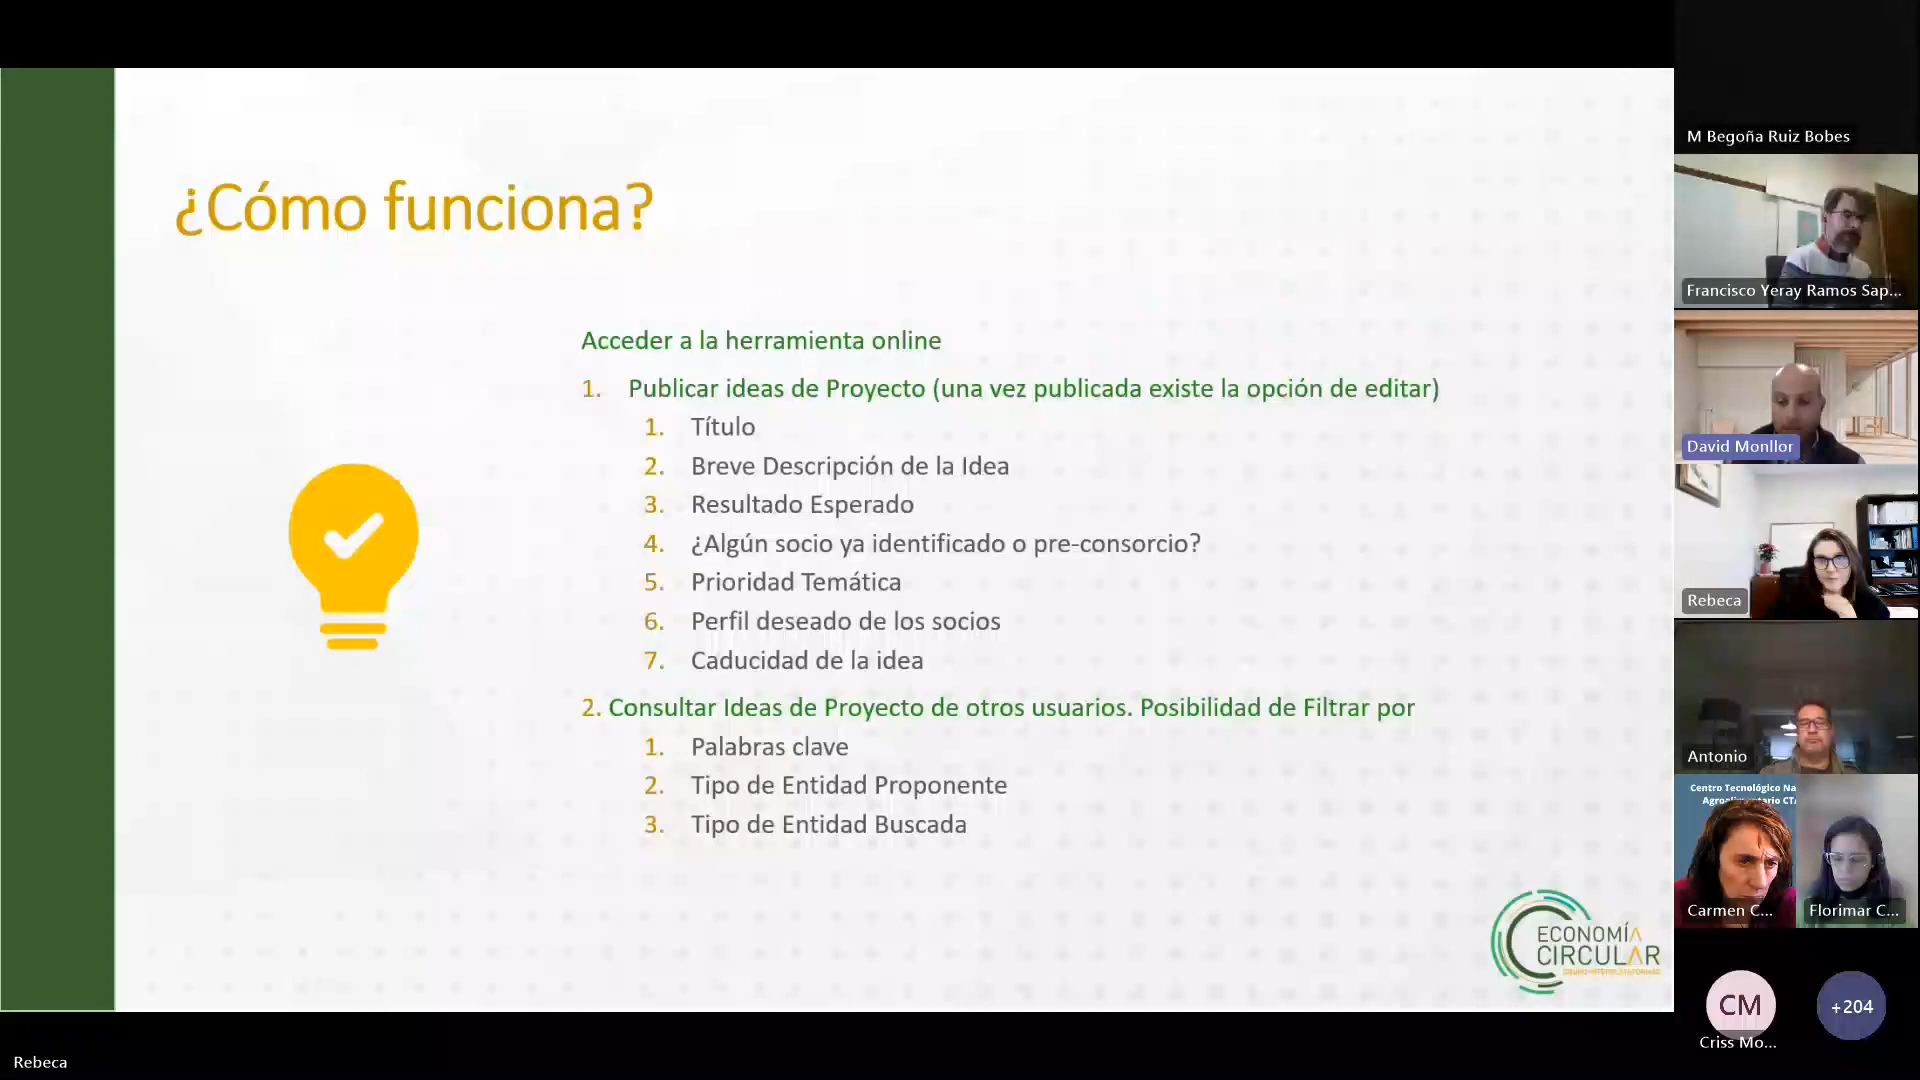 ¿Cómo funciona?
Acceder a la herramienta online
1. Publicar ideas de Proyecto (una vez publicada existe la opción de editar)
1. Título
2. Breve Descripción de la Idea
3. Resultado Esperado
4. ¿Algún socio ya identificado o pre-consorcio?
5. Prioridad Temática
6. Perfil deseado de los socios
7. Caducidad de la idea
2. Consultar Ideas de Proyecto de otros usuarios. Posibilidad de Filtrar por
1. Palabras clave
2. Tipo de Entidad Proponente
3. Tipo de Entidad Buscada
ECONOMÍA
CIRCULAR
Rebeca
M Begoña Ruiz Bobes
Francisco Yeray Ramos Sap...
David Monllor
Rebeca
Antonio
Centro Tecnológico Na
Carmen C...
Florimar C...
CM
Criss Mo...
+204